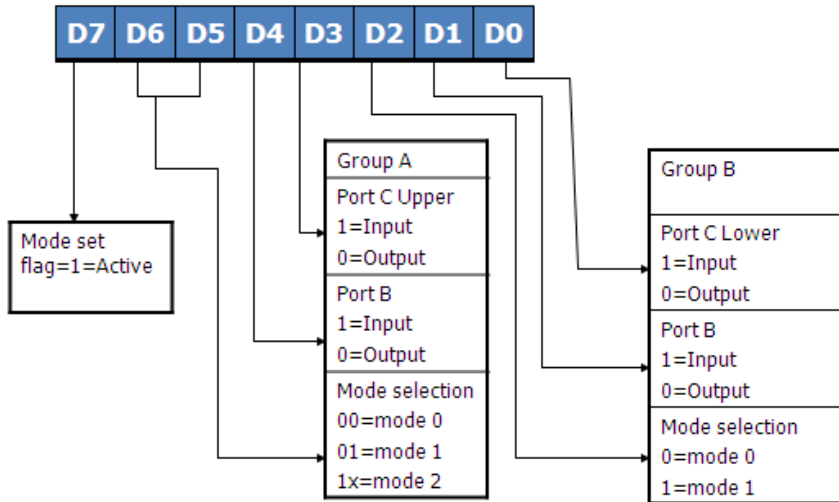 D7 D6 D5 D4 D3 D2 D1 D0
Mode set
flag=1=Active
Group A
Port C Upper
1=Input
0=Output
Port B
1=Input
0=Output
Mode selection
00=mode 0
01=mode 1
1x=mode 2
Group B
Port C Lower
1=Input
0=Output
Port B
1=Input
0=Output
Mode selection
0=mode 0
1=mode 1